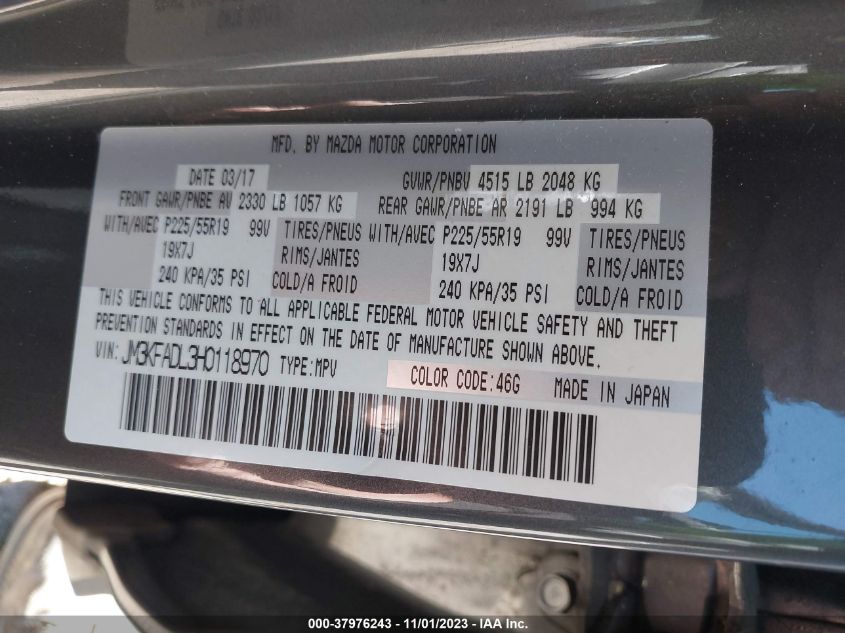 MFD. BY MAZDA MOTOR CORPORATION
DATE 03/17 GVWR/PNBV 4515 LB 2048 KG
FRONT GAWR/PNBE AV 2330 LB 1057 KG REAR GAWR/PNBE AR 2191 LB 994 KG
WITH/AVEC P225/55R19 99V TIRES/PNEUS WITH/AVEC P225/55R19 99V TIRES/PNEUS
19X7J RIMS/JANTES 19X7J RIMS/JANTES
240 KPA/35 PSI COLD/A FROID 240 KPA/35 PSI COLD/A FROID
THIS VEHICLE CONFORMS TO ALL APPLICABLE FEDERAL MOTOR VEHICLE SAFETY AND THEFT
PREVENTION STANDARDS IN EFFECT ON THE DATE OF MANUFACTURE SHOWN ABOVE.
VIN: JM3KFADL3H0118970 TYPE:MPV COLOR CODE:46G MADE IN JAPAN
000-37976243 - 11/01/2023 - IAA Inc.